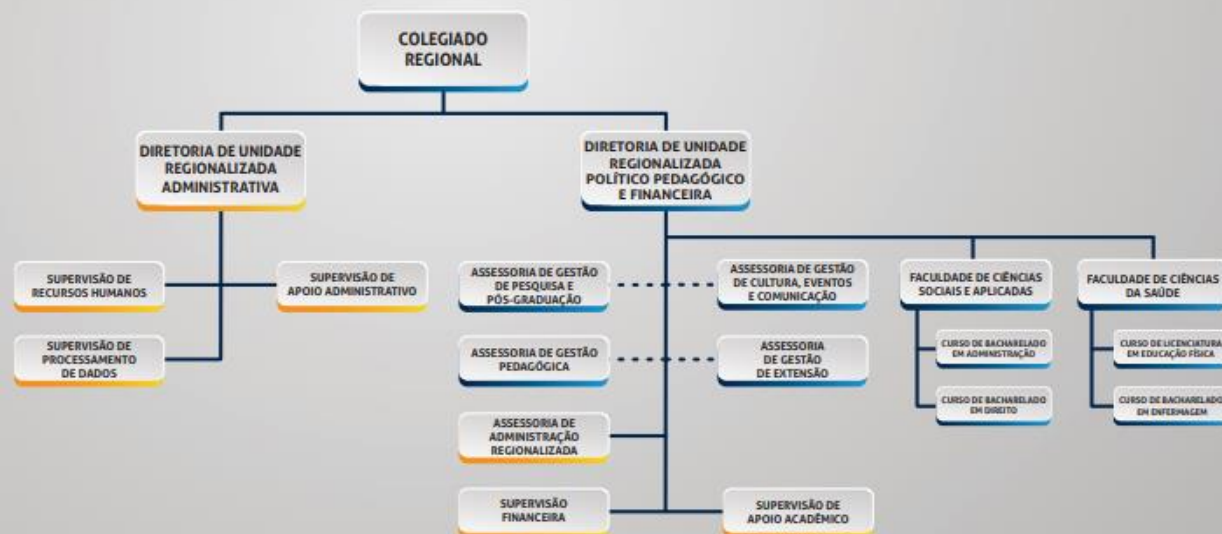 COLEGIADO
REGIONAL
DIRETORIA DE UNIDADE
REGIONALIZADA
ADMINISTRATIVA
DIRETORIA DE UNIDADE
REGIONALIZADA
POLÍTICO PEDAGÓGICO
E FINANCEIRA
SUPERVISÃO DE
RECURSOS HUMANOS
SUPERVISÃO DE
APOIO ADMINISTRATIVO
SUPERVISÃO DE
PROCESSAMENTO
DE DADOS
ASSESSORIA DE GESTÃO
DE PESQUISA E
PÓS-GRADUAÇÃO
ASSESSORIA DE GESTÃO
DE CULTURA, EVENTOS
E COMUNICAÇÃO
ASSESSORIA DE GESTÃO
PEDAGÓGICA
ASSESSORIA
DE GESTÃO
DE EXTENSÃO
ASSESSORIA DE
ADMINISTRAÇÃO
REGIONALIZADA
SUPERVISÃO
FINANCEIRA
SUPERVISÃO DE
APOIO ACADÊMICO
FACULDADE DE CIÊNCIAS
SOCIAIS E APLICADAS
CURSO DE BACHARELADO
EM ADMINISTRAÇÃO
CURSO DE BACHARELADO
EM DIREITO
FACULDADE DE CIÊNCIAS
DA SAÚDE
CURSO DE LICENCIATURA
EM EDUCAÇÃO FÍSICA
CURSO DE BACHARELADO
EM ENFERMAGEM